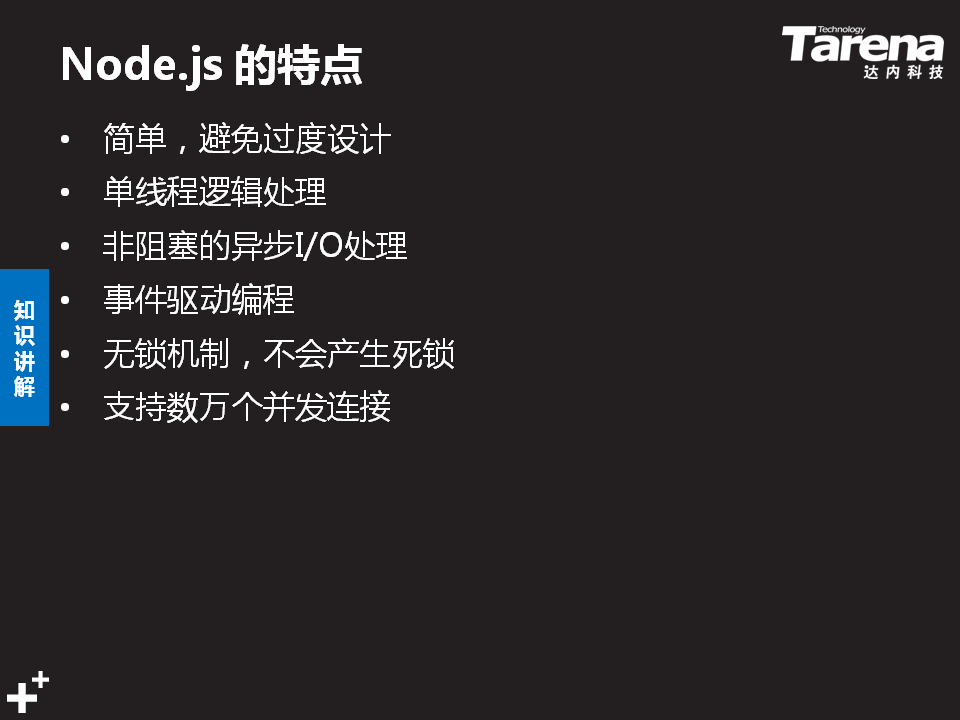 Node.js 的特点
Technology
Tarena
达内科技
• 简单，避免过度设计
• 单线程逻辑处理
• 非阻塞的异步I/O处理
• 事件驱动编程
• 无锁机制，不会产生死锁
• 支持数万个并发连接
知识讲解